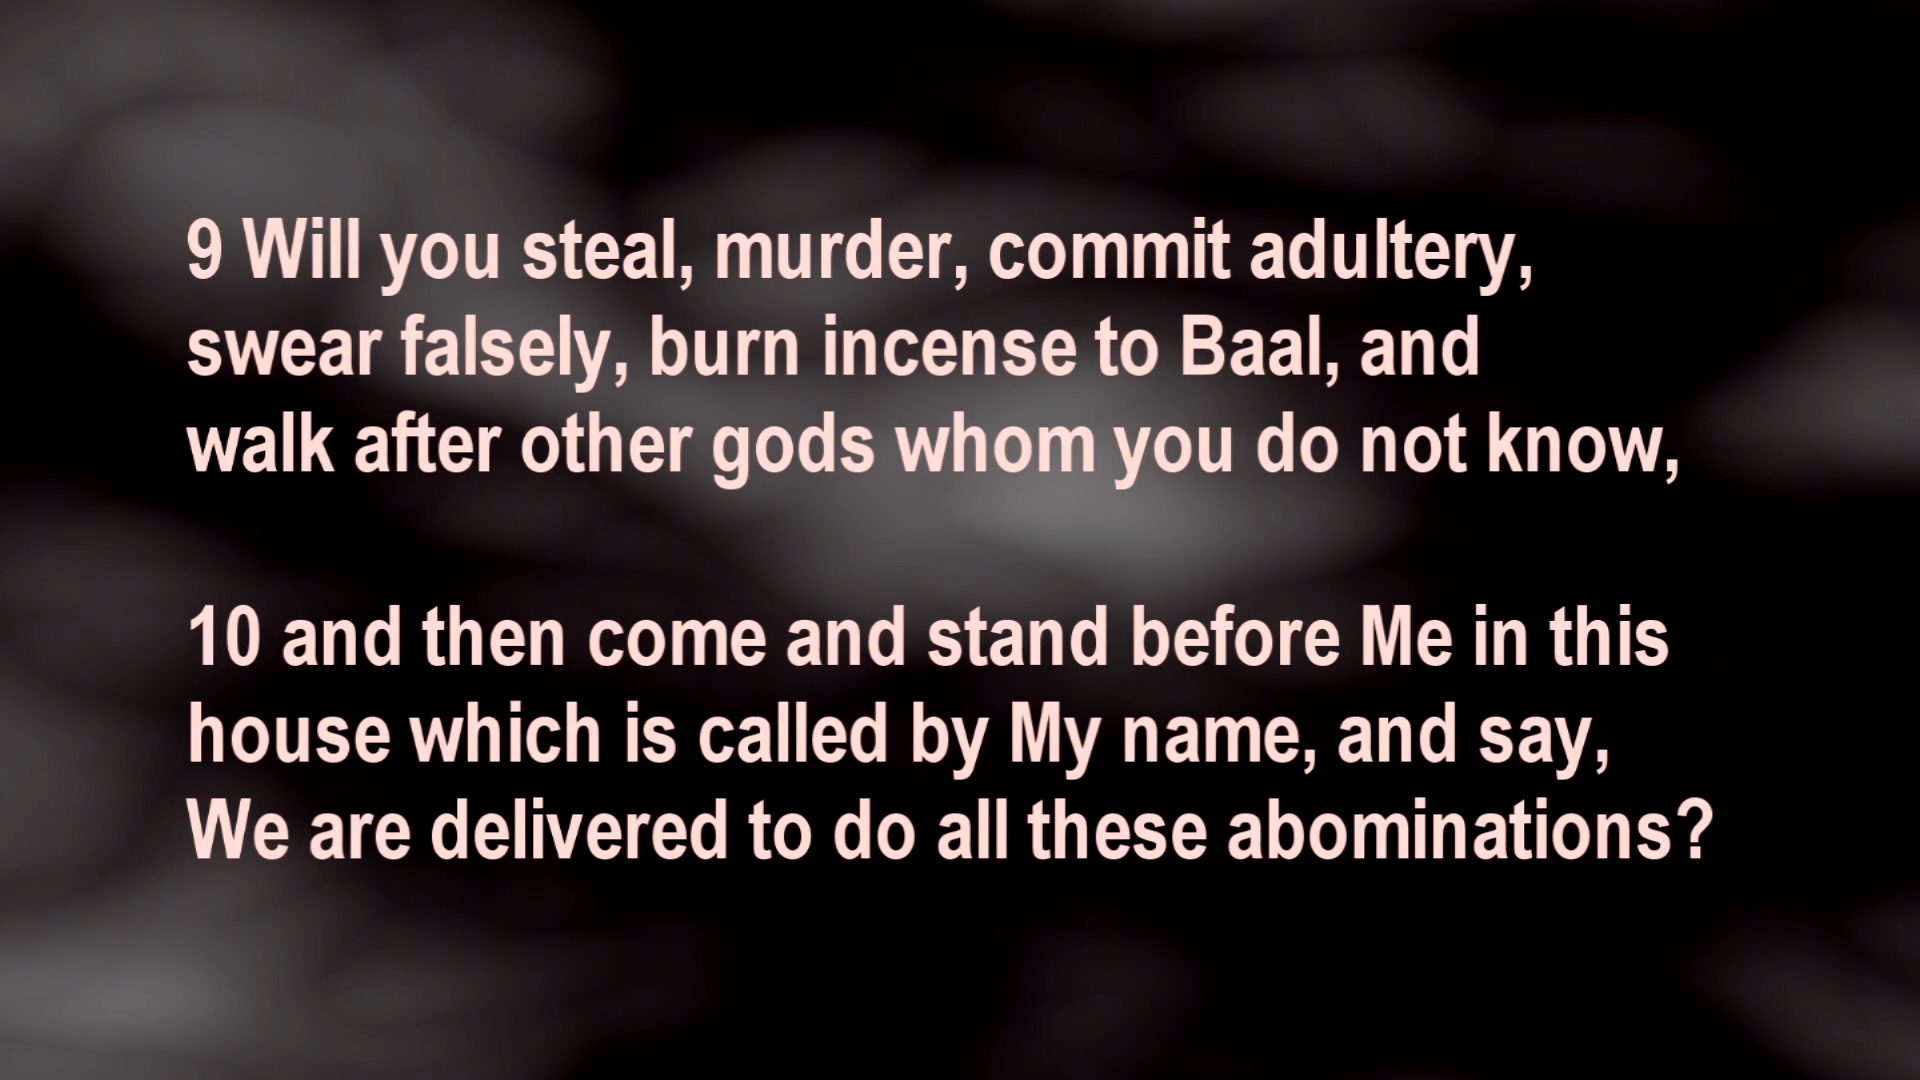 9 Will you steal, murder, commit adultery,
swear falsely, burn incense to Baal, and
walk after other gods whom you do not know,
10 and then come and stand before Me in this
house which is called by My name, and say,
We are delivered to do all these abominations?